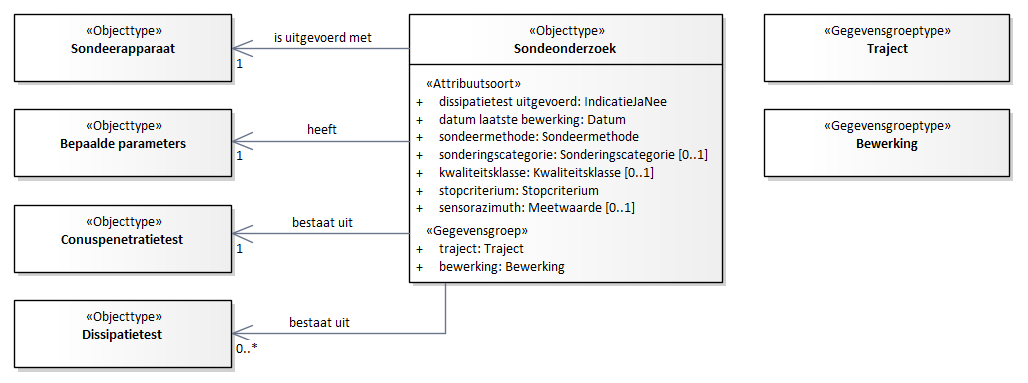 «Objecttype»
Sondeerapparaat
is uitgevoerd met
1
«Objecttype»
Bepaalde parameters
heeft
1
«Objecttype»
Conuspenetratietest
bestaat uit
1
«Objecttype»
Dissipatietest
bestaat uit
0..*
«Objecttype»
Sondeonderzoek
«Attribuutsoort»
+ dissipatietest uitgevoerd: IndicatieJaNee
+ datum laatste bewerking: Datum
+ sondeermethode: Sondeermethode
+ sonderingscategorie: Sonderingscategorie [0..1]
+ kwaliteitsklasse: Kwaliteitsklasse [0..1]
+ stopcriterium: Stopcriterium
+ sensorazimuth: Meetwaarde [0..1]
«Gegevensgroep»
+ traject: Traject
+ bewerking: Bewerking
«Gegevensgroeptype»
Traject
«Gegevensgroeptype»
Bewerking